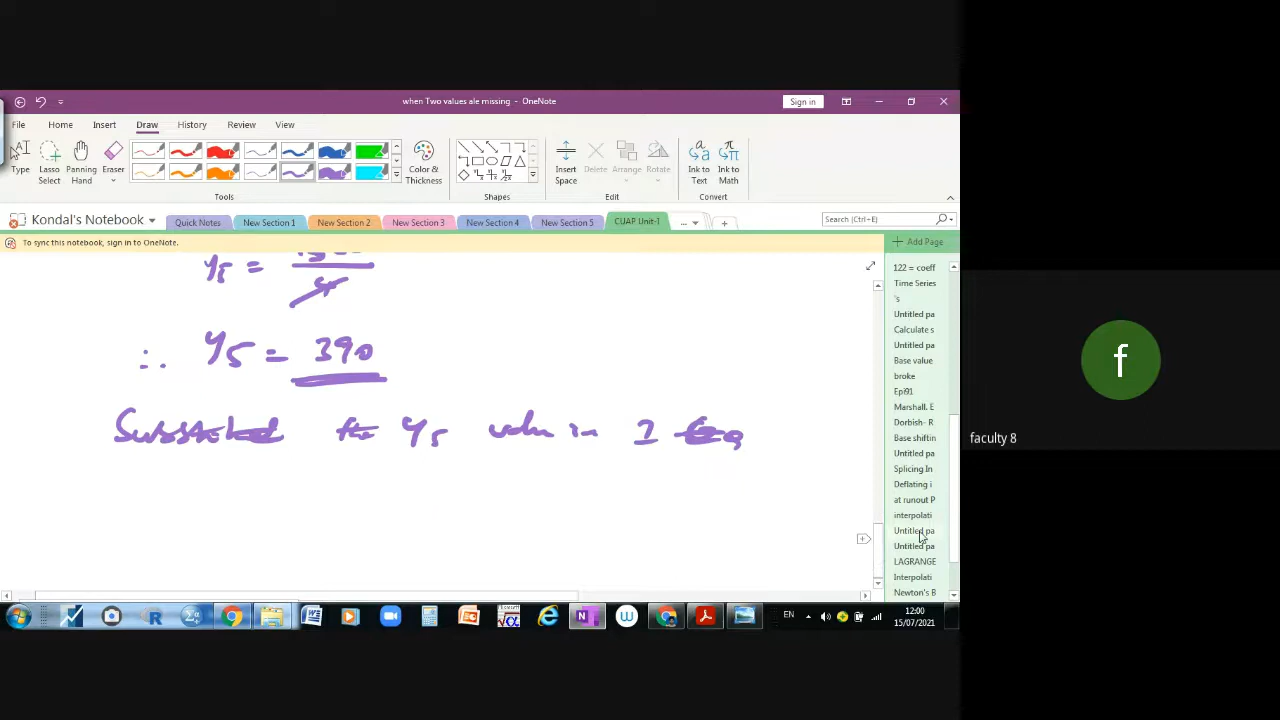 when Two values ale missing - OneNote
Sign in
File Home Insert Draw History Review View
Type
Lasso Select
Panning Hand
Eraser
Color & Thickness
Insert Space
Delete
Arrange
Rotate
Ink to Text
Ink to Math
Tools
Shapes
Edit
Convert
Kondal's Notebook
Quick Notes
New Section 1
New Section 2
New Section 3
New Section 4
New Section 5
CUAP Unit-I
...
Search (Ctrl+E)
To sync this notebook, sign in to OneNote.
Add Page
y5 =
∴ y5 = 390
the y5 value in I
122 = coeff
Time Series
's
Untitled pa
Calculate s
Untitled pa
Base value
broke
Epi91
Marshall. E
Dorbish- R
Base shiftin
Untitled pa
Splicing In
Deflating i
at runout P
interpolati
Untitled pa
Untitled pa
LAGRANGE
Interpolati
Newton's B
f
faculty 8
EN
12:00
15/07/2021